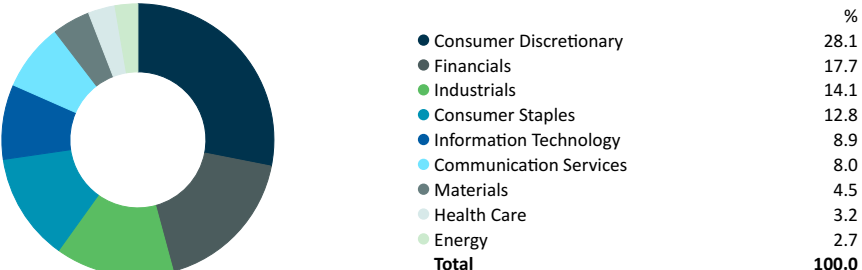 %
Consumer Discretionary 28.1
Financials 17.7
Industrials 14.1
Consumer Staples 12.8
Information Technology 8.9
Communication Services 8.0
Materials 4.5
Health Care 3.2
Energy 2.7
Total 100.0